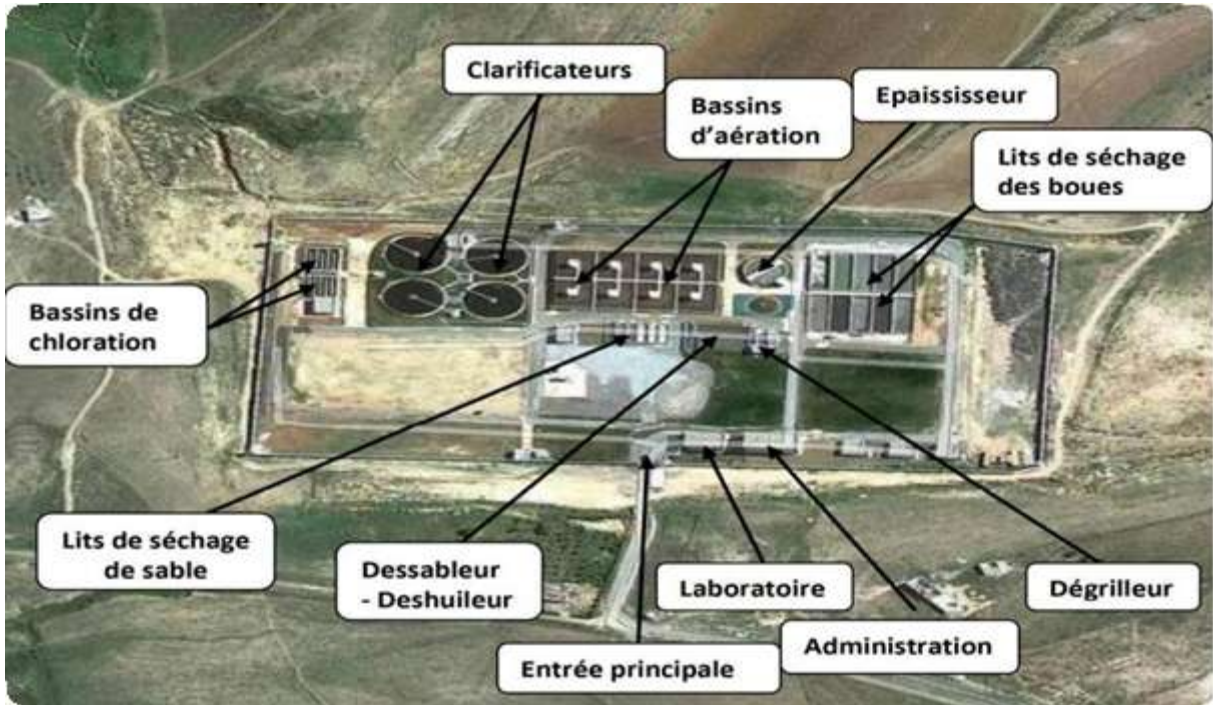 Clarificateurs
Bassins
d'aération
Epaississeur
Lits de séchage
des boues
Bassins de
chloration
Lits de séchage
de sable
Dessableur
- Deshuileur
Laboratoire
Dégrilleur
Administration
Entrée principale